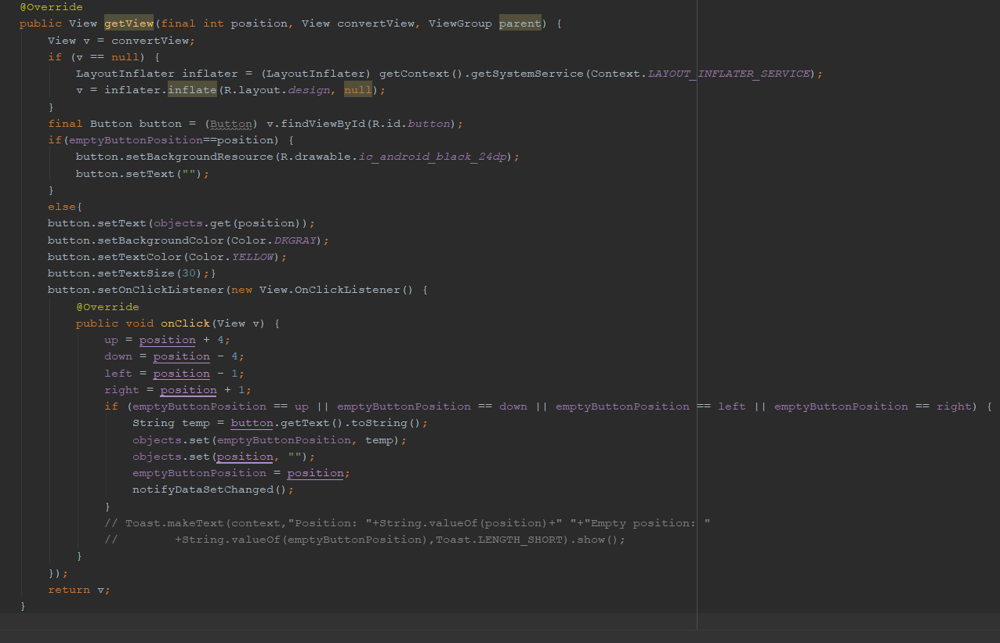 @Override
public View getView(final int position, View convertView, ViewGroup parent) {
View v = convertView;
if (v == null) {
LayoutInflater inflater = (LayoutInflater) getContext().getSystemService(Context.LAYOUT_INFLATER_SERVICE);
v = inflater.inflate(R.layout.design, null);
}
final Button button = (Button) v.findViewById(R.id.button);
if(emptyButtonPosition==position) {
button.setBackgroundResource(R.drawable.ic_android_black_24dp);
button.setText("");
}
else{
button.setText(objects.get(position));
button.setBackgroundColor(Color.DKGRAY);
button.setTextColor(Color.YELLOW);
button.setTextSize(30);}
button.setOnClickListener(new View.OnClickListener() {
@Override
public void onClick(View v) {
up = position + 4;
down = position - 4;
left = position - 1;
right = position + 1;
if (emptyButtonPosition == up || emptyButtonPosition == down || emptyButtonPosition == left || emptyButtonPosition == right) {
String temp = button.getText().toString();
objects.set(emptyButtonPosition, temp);
objects.set(position, "");
emptyButtonPosition = position;
notifyDataSetChanged();
}
// Toast.makeText(context,"Position: "+String.valueOf(position)+" "+"Empty position: "
// +String.valueOf(emptyButtonPosition),Toast.LENGTH_SHORT).show();
}
});
return v;
}